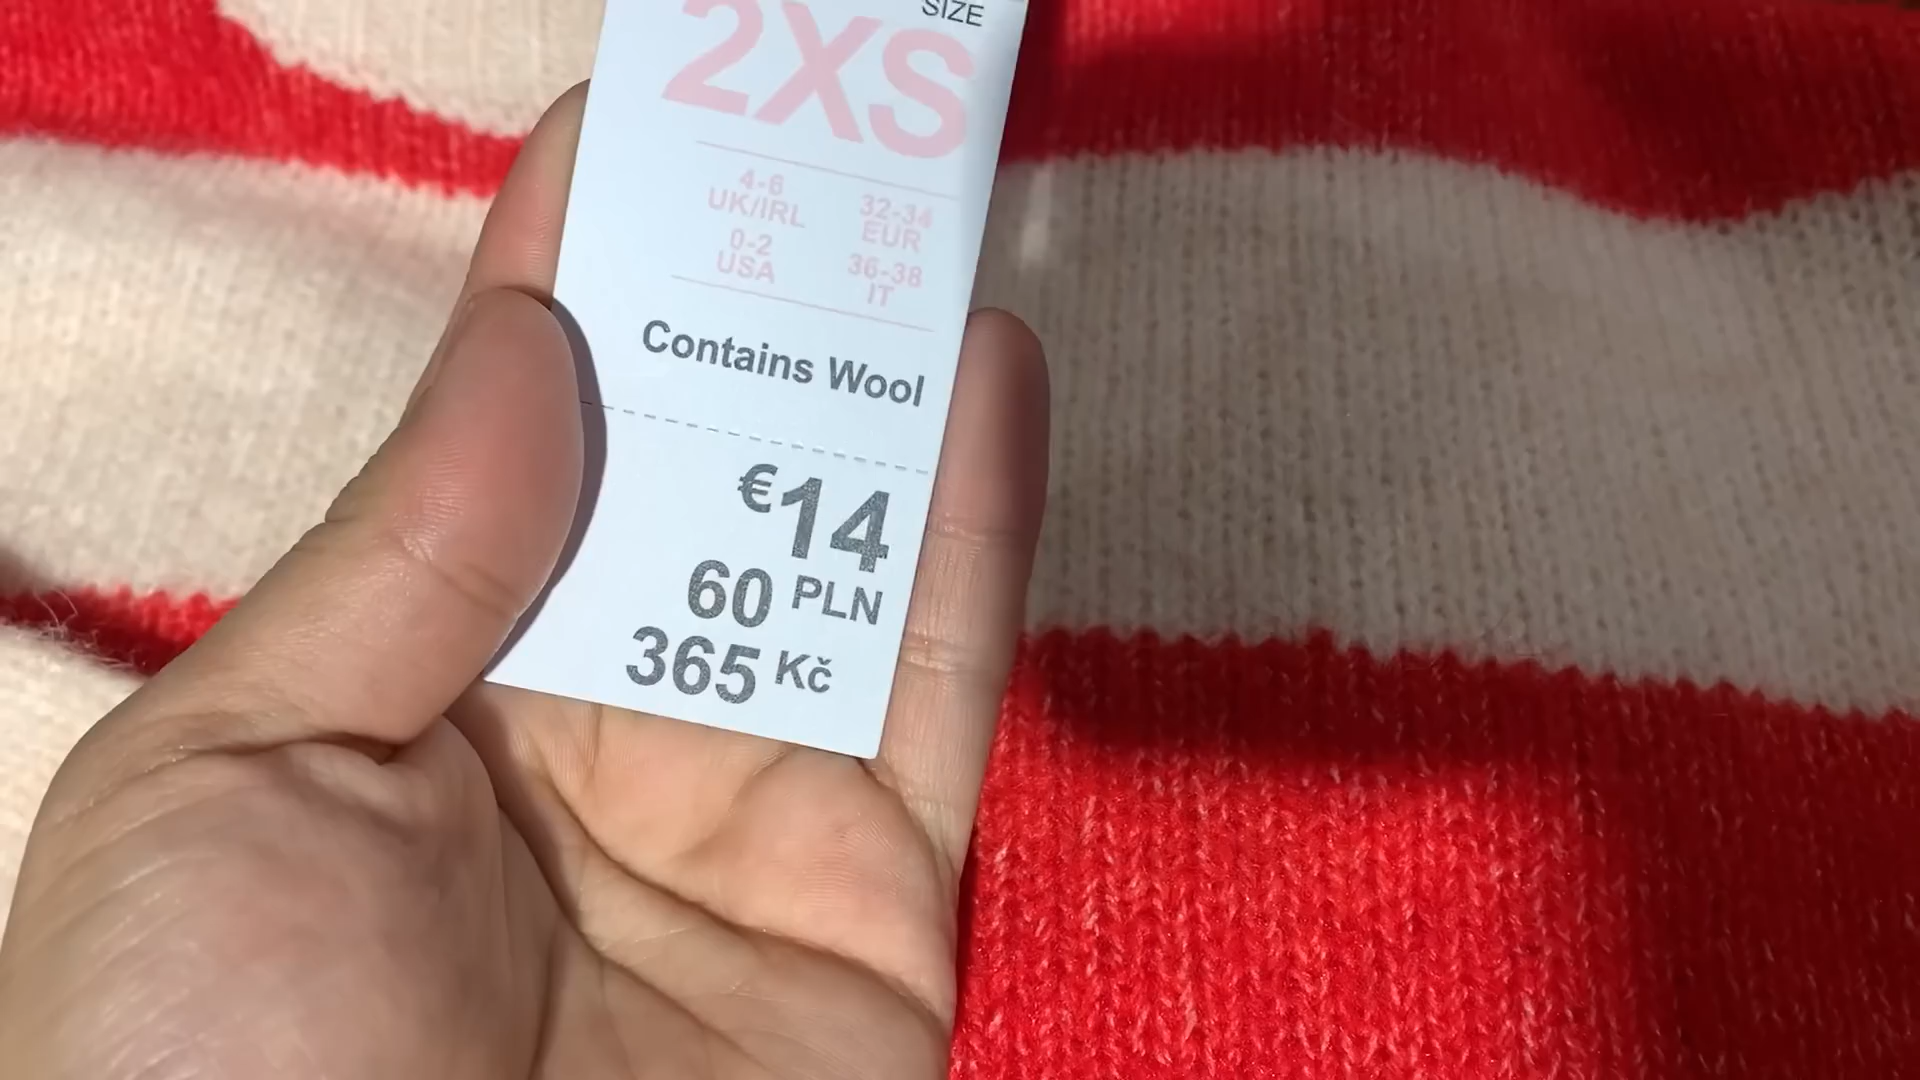 SIZE
2XS
4-6
UK/IRL
32-34
EUR
0-2
USA
36-38
IT
Contains Wool
€14
60 PLN
365 Kč